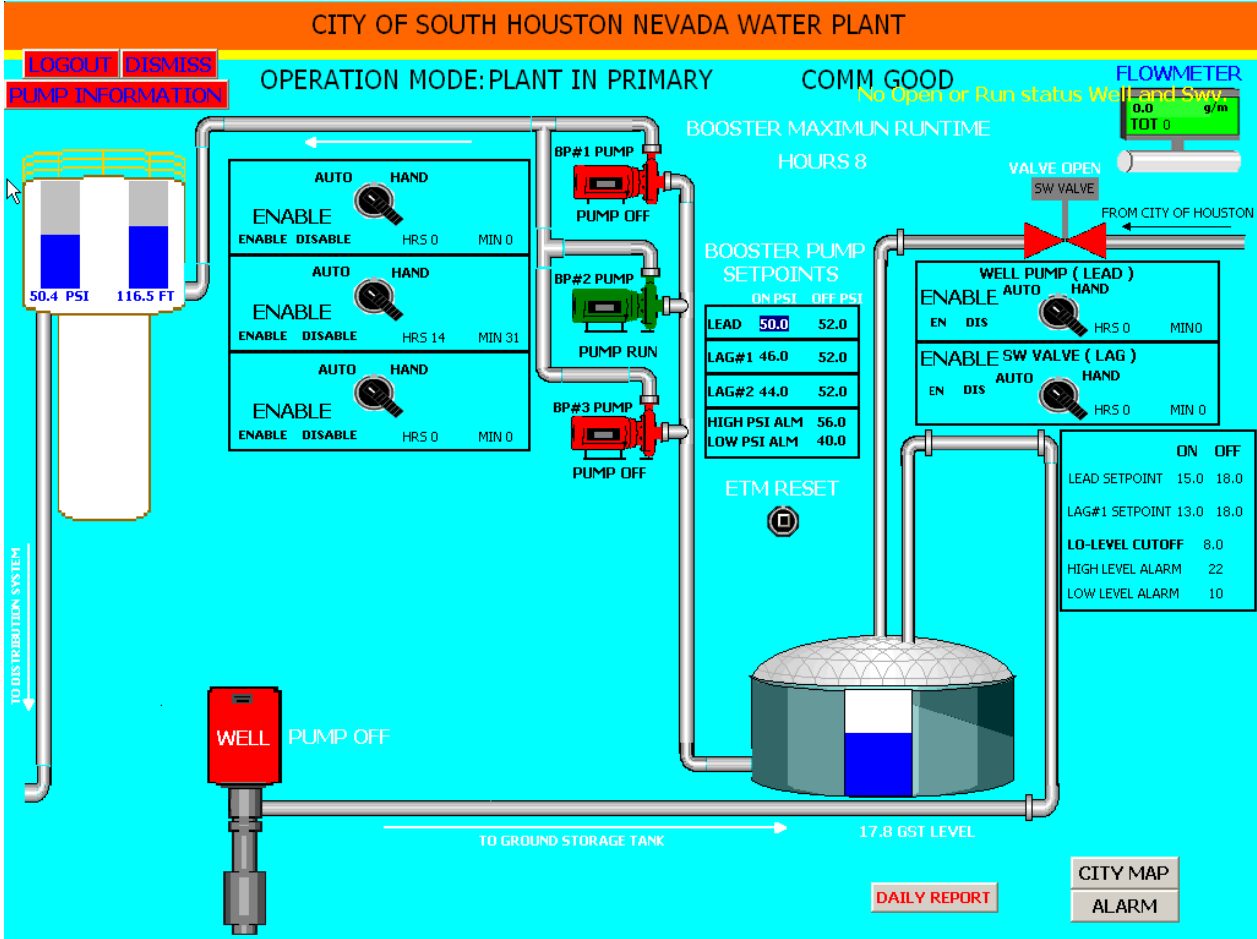 CITY OF SOUTH HOUSTON NEVADA WATER PLANT
LOGOUT DISMISS
PUMP INFORMATION
OPERATION MODE: PLANT IN PRIMARY COMM GOOD
FLOWMETER
No Open or Run status Well and Swv.
0.0 g/m
TOT 0
BOOSTER MAXIMUN RUNTIME
HOURS 8
50.4 PSI 116.5 FT
AUTO HAND
ENABLE
ENABLE DISABLE HRS 0 MIN 0
AUTO HAND
ENABLE
ENABLE DISABLE HRS 14 MIN 31
AUTO HAND
ENABLE
ENABLE DISABLE HRS 0 MIN 0
BP#1 PUMP
PUMP OFF
BP#2 PUMP
PUMP RUN
BP#3 PUMP
PUMP OFF
BOOSTER PUMP
SETPOINTS
ON PSI OFF PSI
LEAD 50.0 52.0
LAG#1 46.0 52.0
LAG#2 44.0 52.0
HIGH PSI ALM 56.0
LOW PSI ALM 40.0
ETM RESET
VALVE OPEN
SW VALVE
FROM CITY OF HOUSTON
WELL PUMP ( LEAD )
ENABLE AUTO HAND
EN DIS HRS 0 MIN0
ENABLE SW VALVE ( LAG )
AUTO HAND
EN DIS HRS 0 MIN 0
ON OFF
LEAD SETPOINT 15.0 18.0
LAG#1 SETPOINT 13.0 18.0
LO-LEVEL CUTOFF 8.0
HIGH LEVEL ALARM 22
LOW LEVEL ALARM 10
TO DISTRIBUTION SYSTEM
WELL PUMP OFF
TO GROUND STORAGE TANK
17.8 GST LEVEL
DAILY REPORT
CITY MAP
ALARM